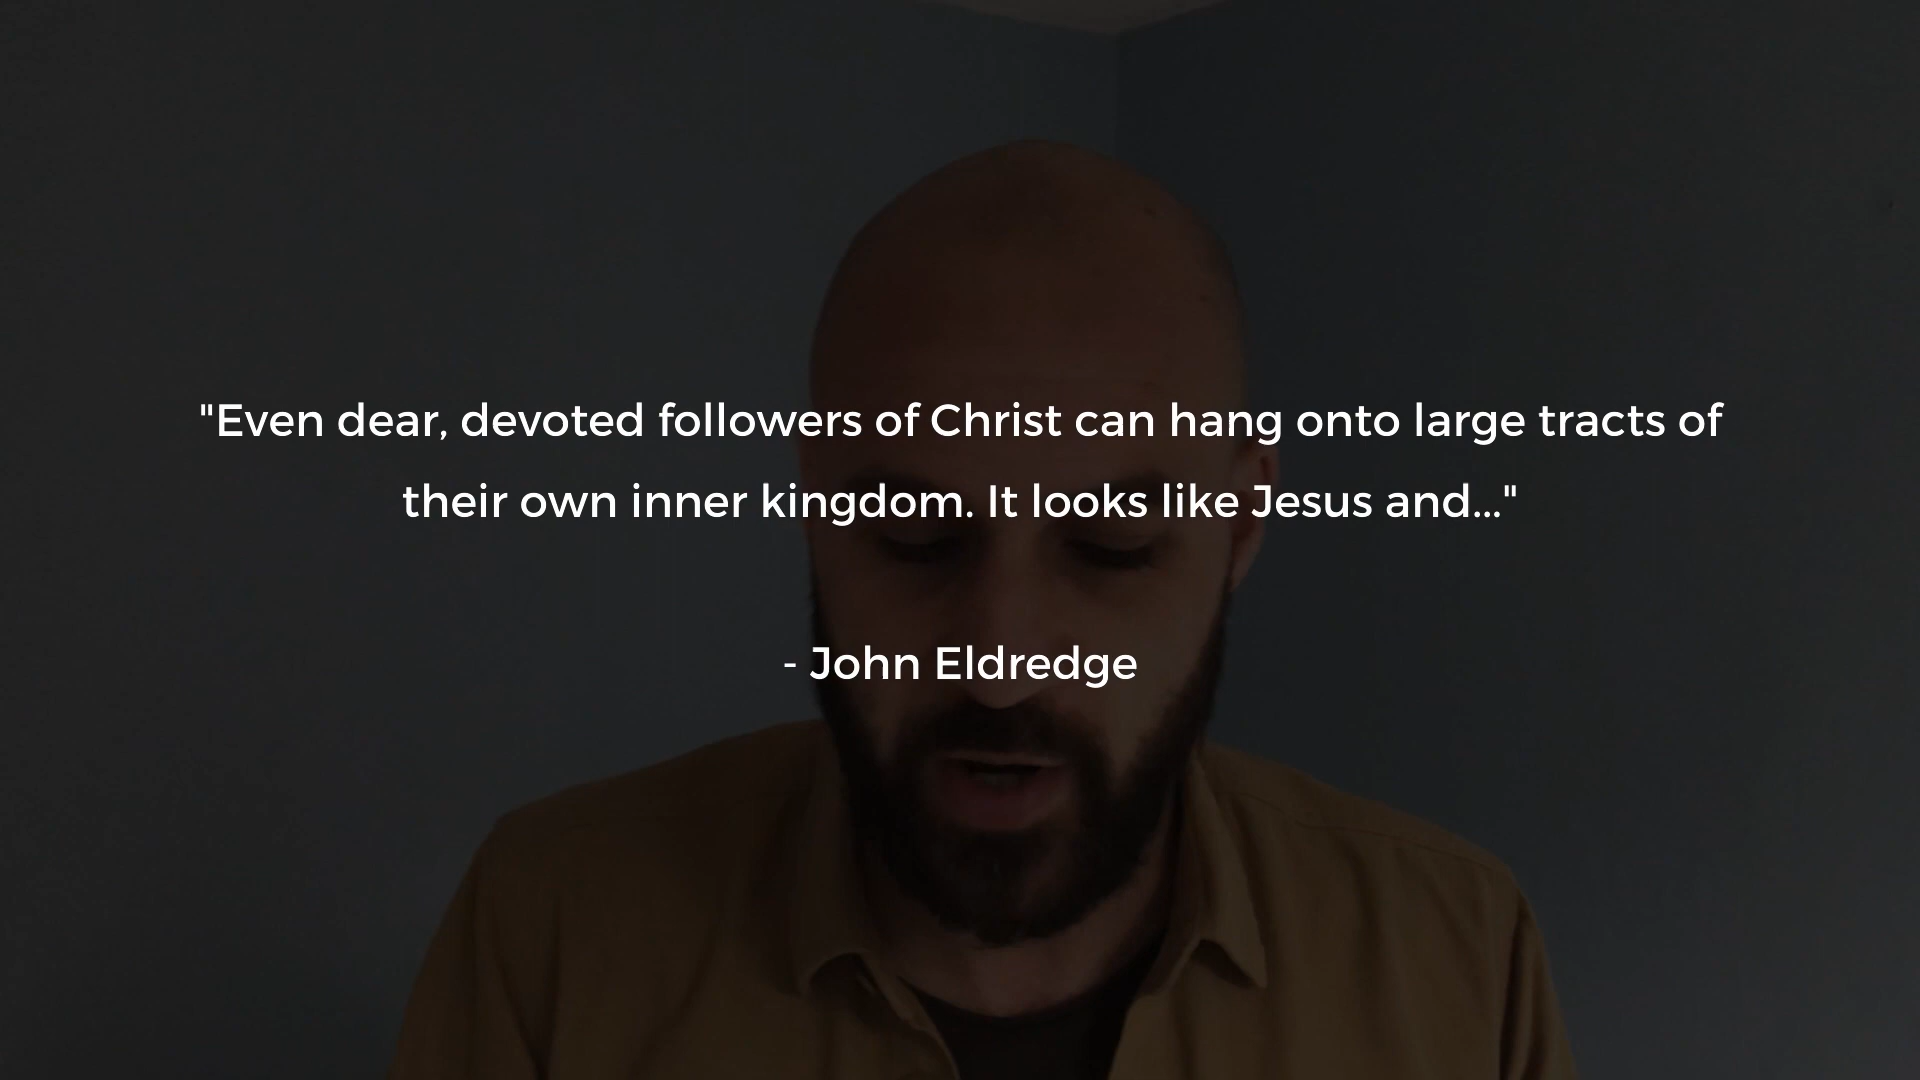 "Even dear, devoted followers of Christ can hang onto large tracts of
their own inner kingdom. It looks like Jesus and..."
- John Eldredge